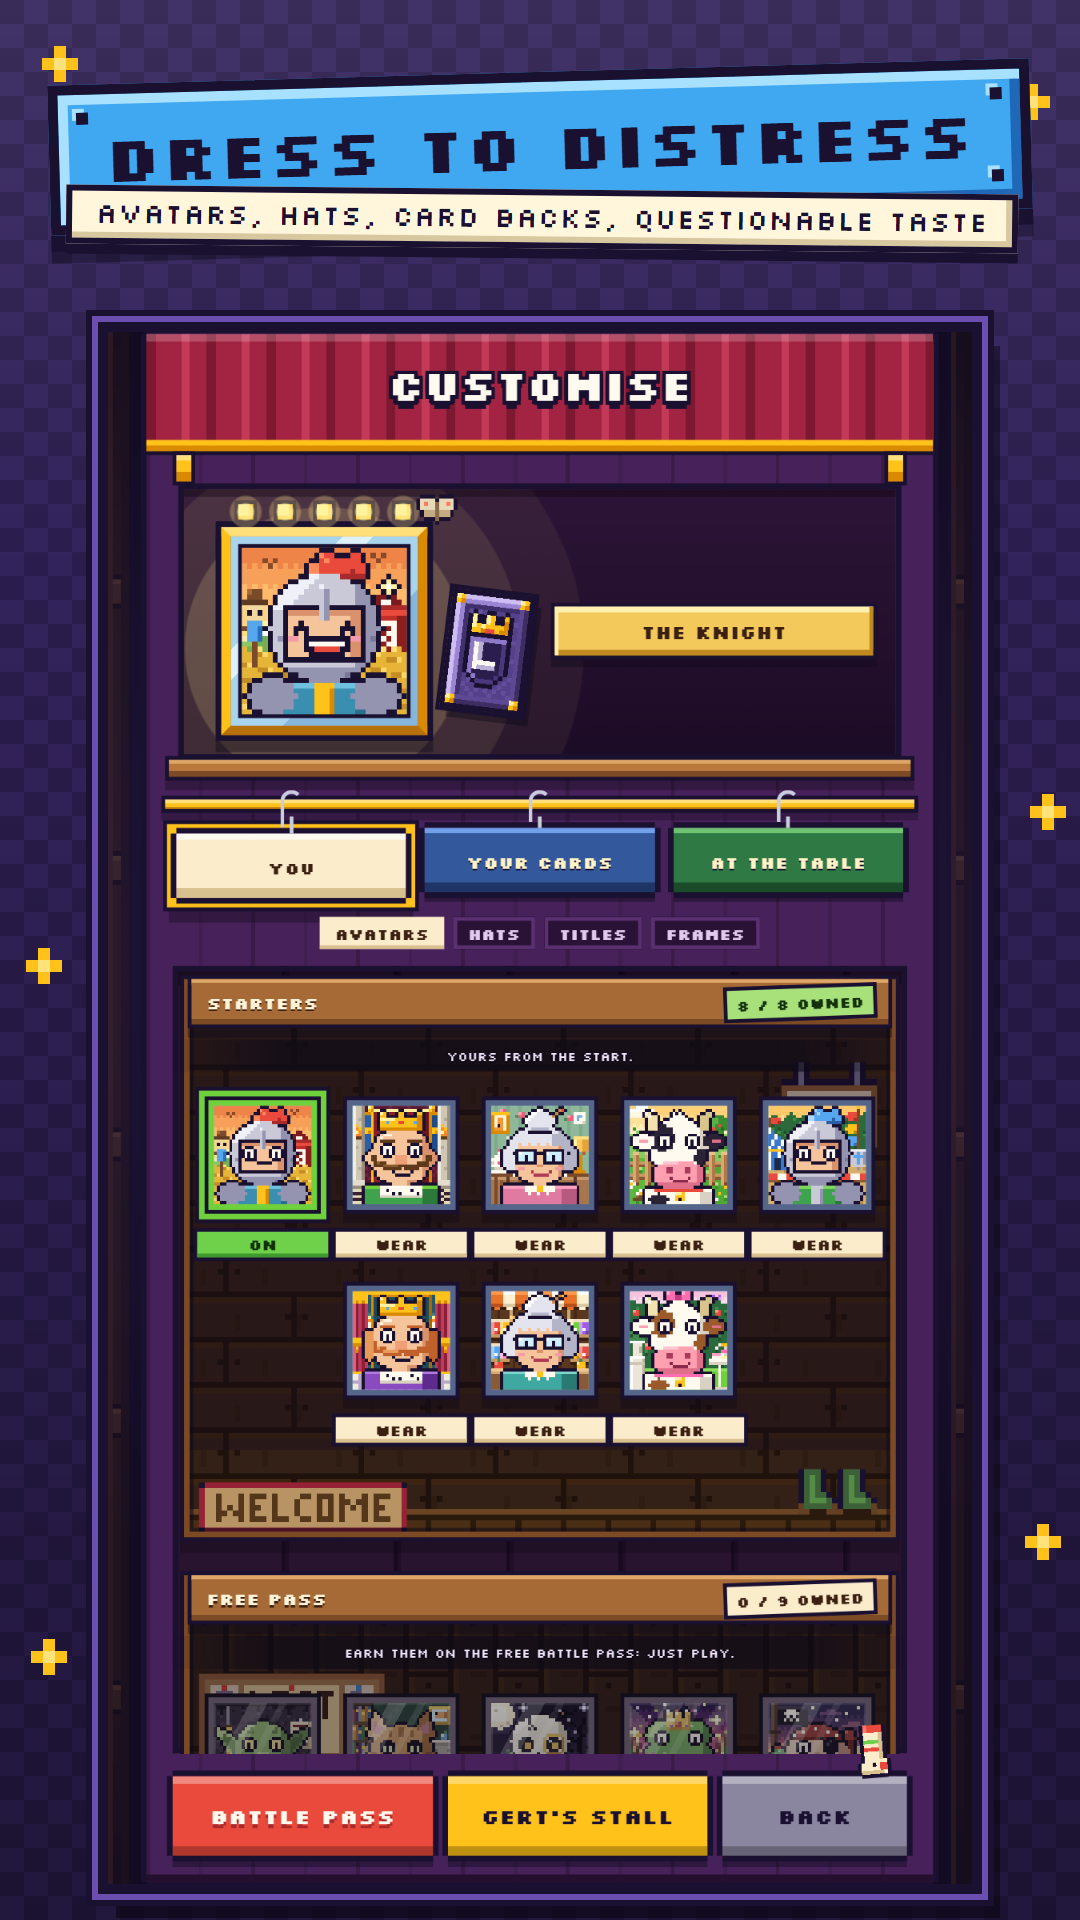 DRESS TO DISTRESS
AVATARS, HATS, CARD BACKS, QUESTIONABLE TASTE
CUSTOMISE
L
THE KNIGHT
YOU
YOUR CARDS
AT THE TABLE
AVATARS
HATS
TITLES
FRAMES
STARTERS
8 / 8 OWNED
YOURS FROM THE START.
ON
WEAR
WEAR
WEAR
WEAR
WEAR
WEAR
WEAR
WELCOME
FREE PASS
0 / 9 OWNED
EARN THEM ON THE FREE BATTLE PASS: JUST PLAY.
BATTLE PASS
GERT'S STALL
BACK